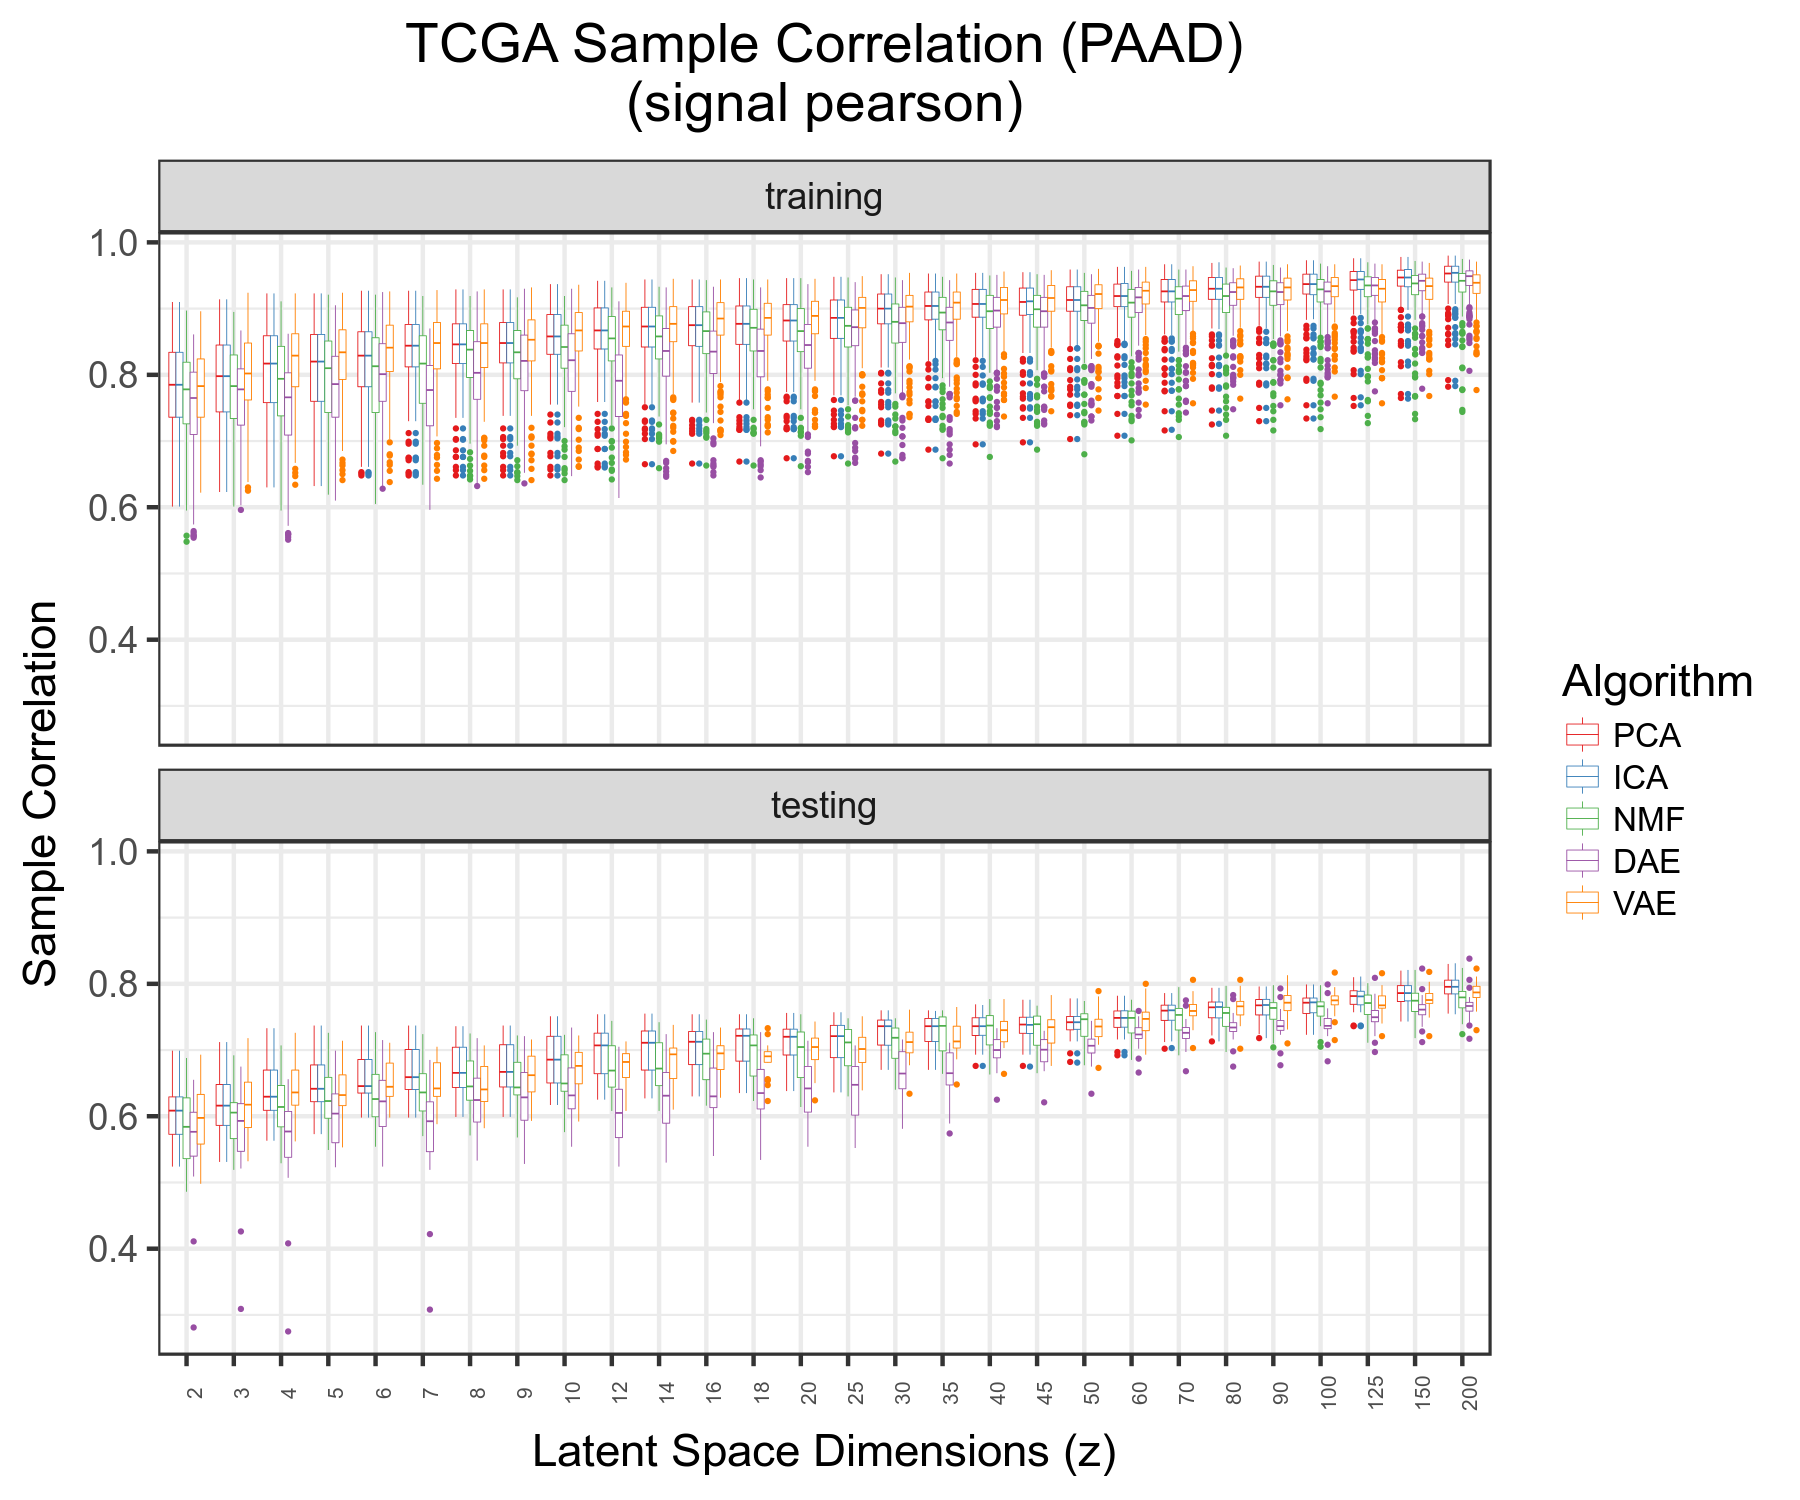 TCGA Sample Correlation (PAAD)
(signal pearson)
training
1.0
0.8
0.6
0.4
testing
1.0
0.8
0.6
0.4
Sample Correlation
2 3 4 5 6 7 8 9 10 12 14 16 18 20 25 30 35 40 45 50 60 70 80 90 100 125 150 200
Latent Space Dimensions (z)
Algorithm
PCA
ICA
NMF
DAE
VAE